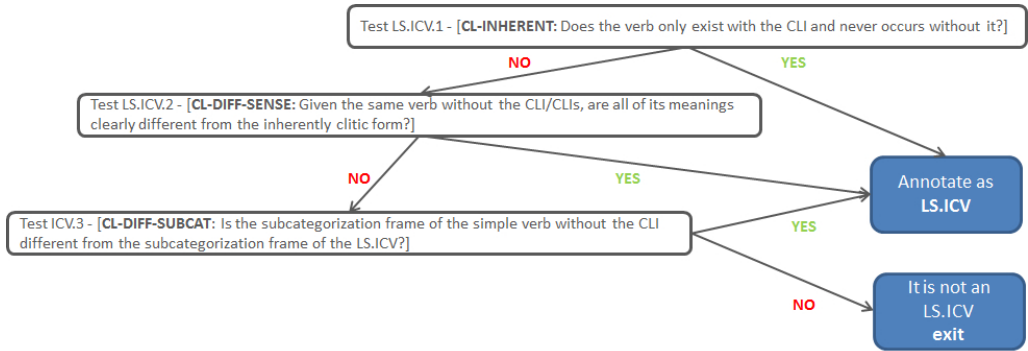 Test LS.ICV.1 - [CL-INHERENT: Does the verb only exist with the CLI and never occurs without it?]
NO
YES
Test LS.ICV.2 - [CL-DIFF-SENSE: Given the same verb without the CLI/CLIs, are all of its meanings
clearly different from the inherently clitic form?]
NO
YES
Annotate as
LS.ICV
Test ICV.3 - [CL-DIFF-SUBCAT: Is the subcategorization frame of the simple verb without the CLI
different from the subcategorization frame of the LS.ICV?]
YES
NO
It is not an
LS.ICV
exit